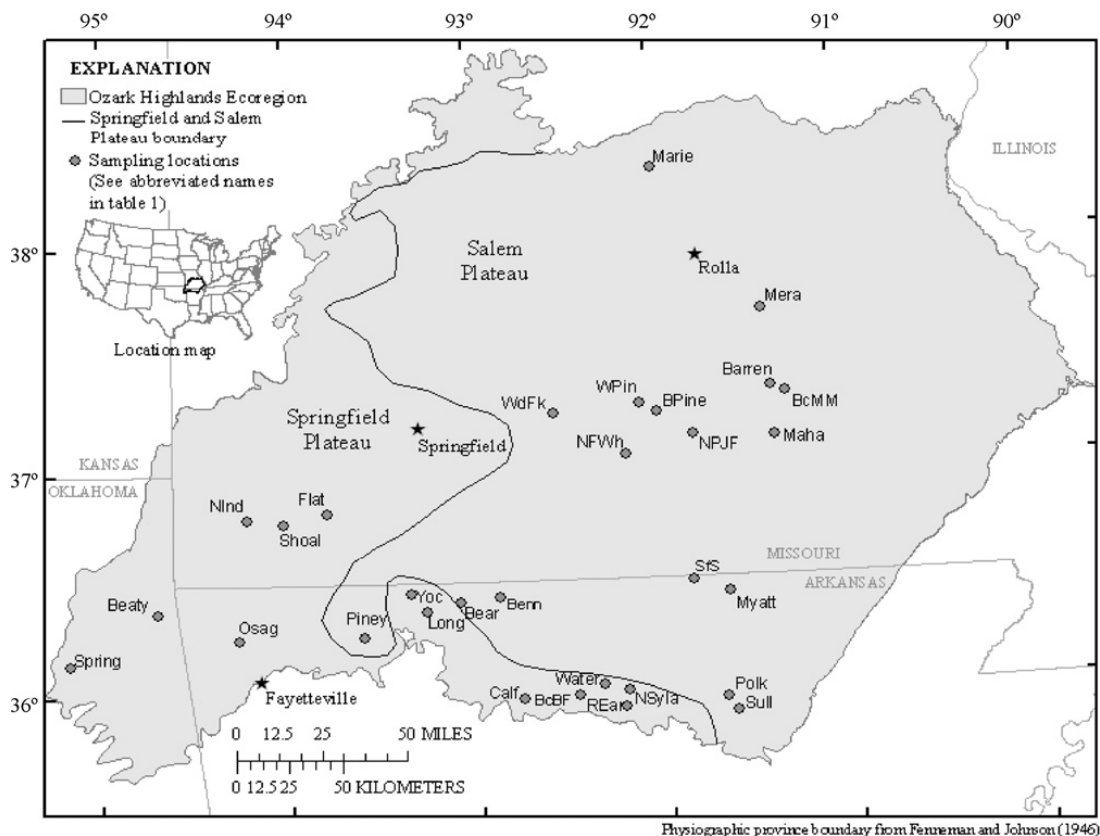 95° 94° 93° 92° 91° 90°
EXPLANATION
Ozark Highlands Ecoregion
Springfield and Salem
Plateau boundary
Sampling locations
(See abbreviated names
in table 1)
Location map
ILLINOIS
Marie
38°
Salem
Plateau
Rolla
Mera
Barren
WPin
BPine
BcMM
WdFk
Springfield
Plateau
Springfield
NFWh
NPJF
Maha
KANSAS
37°
OKLAHOMA
NInd
Flat
Shoal
SfS
MISSOURI
ARKANSAS
Myatt
Beaty
Yoc
Benn
Bear
Long
Piney
Osag
Spring
Water
Polk
Calf
BcBF
NSyla
REar
Sull
36°
Fayetteville
0 12.5 25 50 MILES
0 12.5 25 50 KILOMETERS
Physiographic province boundary from Fenneman and Johnson (1946)